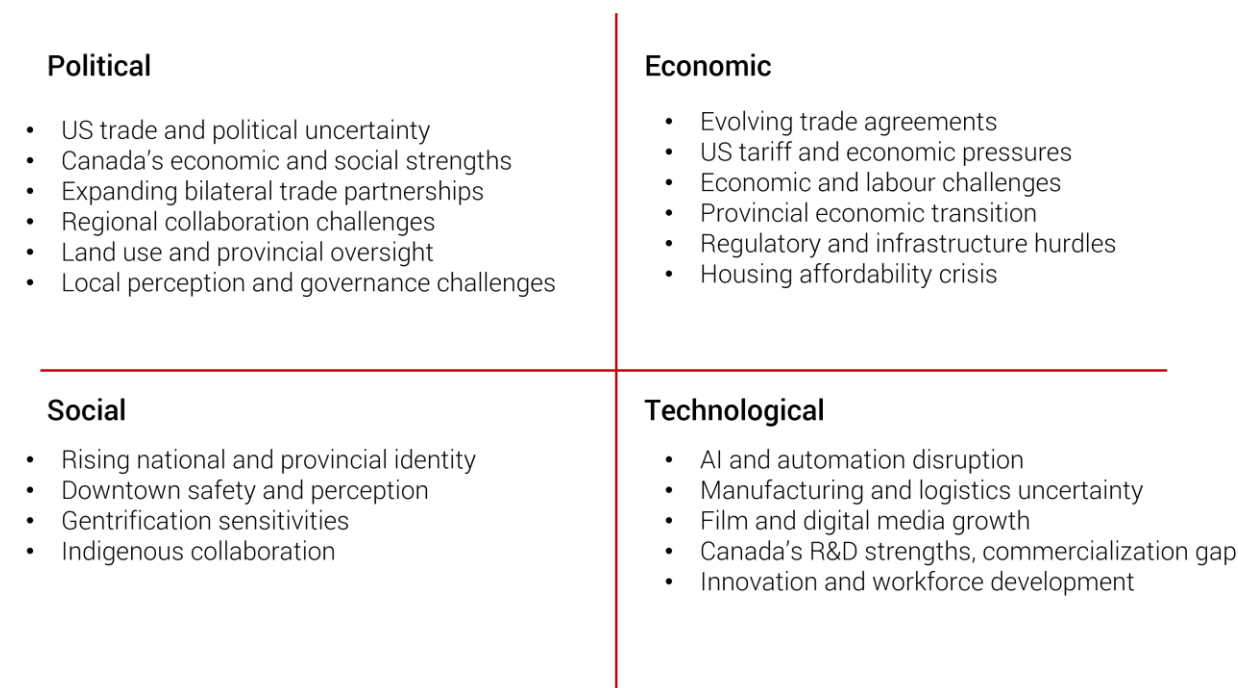 Political
• US trade and political uncertainty
• Canada’s economic and social strengths
• Expanding bilateral trade partnerships
• Regional collaboration challenges
• Land use and provincial oversight
• Local perception and governance challenges
Economic
• Evolving trade agreements
• US tariff and economic pressures
• Economic and labour challenges
• Provincial economic transition
• Regulatory and infrastructure hurdles
• Housing affordability crisis
Social
• Rising national and provincial identity
• Downtown safety and perception
• Gentrification sensitivities
• Indigenous collaboration
Technological
• AI and automation disruption
• Manufacturing and logistics uncertainty
• Film and digital media growth
• Canada’s R&D strengths, commercialization gap
• Innovation and workforce development